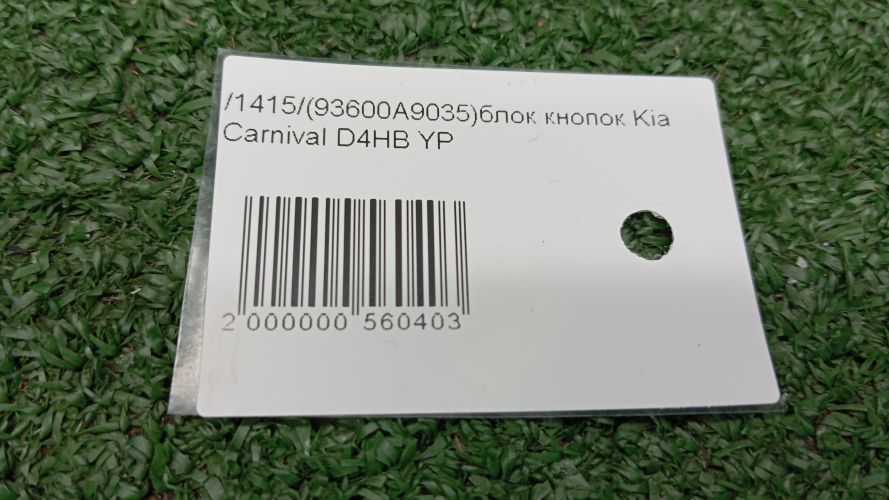 /1415/(93600A9035)блок кнопок Kia
Carnival D4HB YP
2 000000 560403